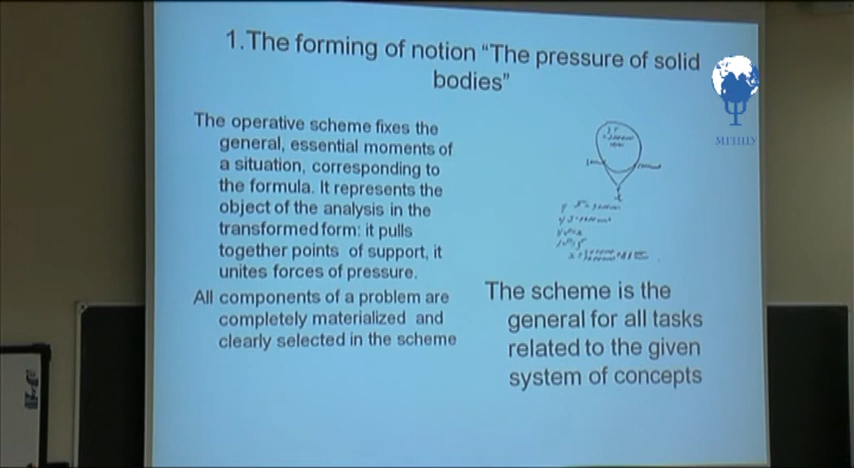 1.The forming of notion “The pressure of solid
bodies”
The operative scheme fixes the
general, essential moments of
a situation, corresponding to
the formula. It represents the
object of the analysis in the
transformed form: it pulls
together points of support, it
unites forces of pressure.
All components of a problem are
completely materialized and
clearly selected in the scheme
The scheme is the
general for all tasks
related to the given
system of concepts
МГППУ